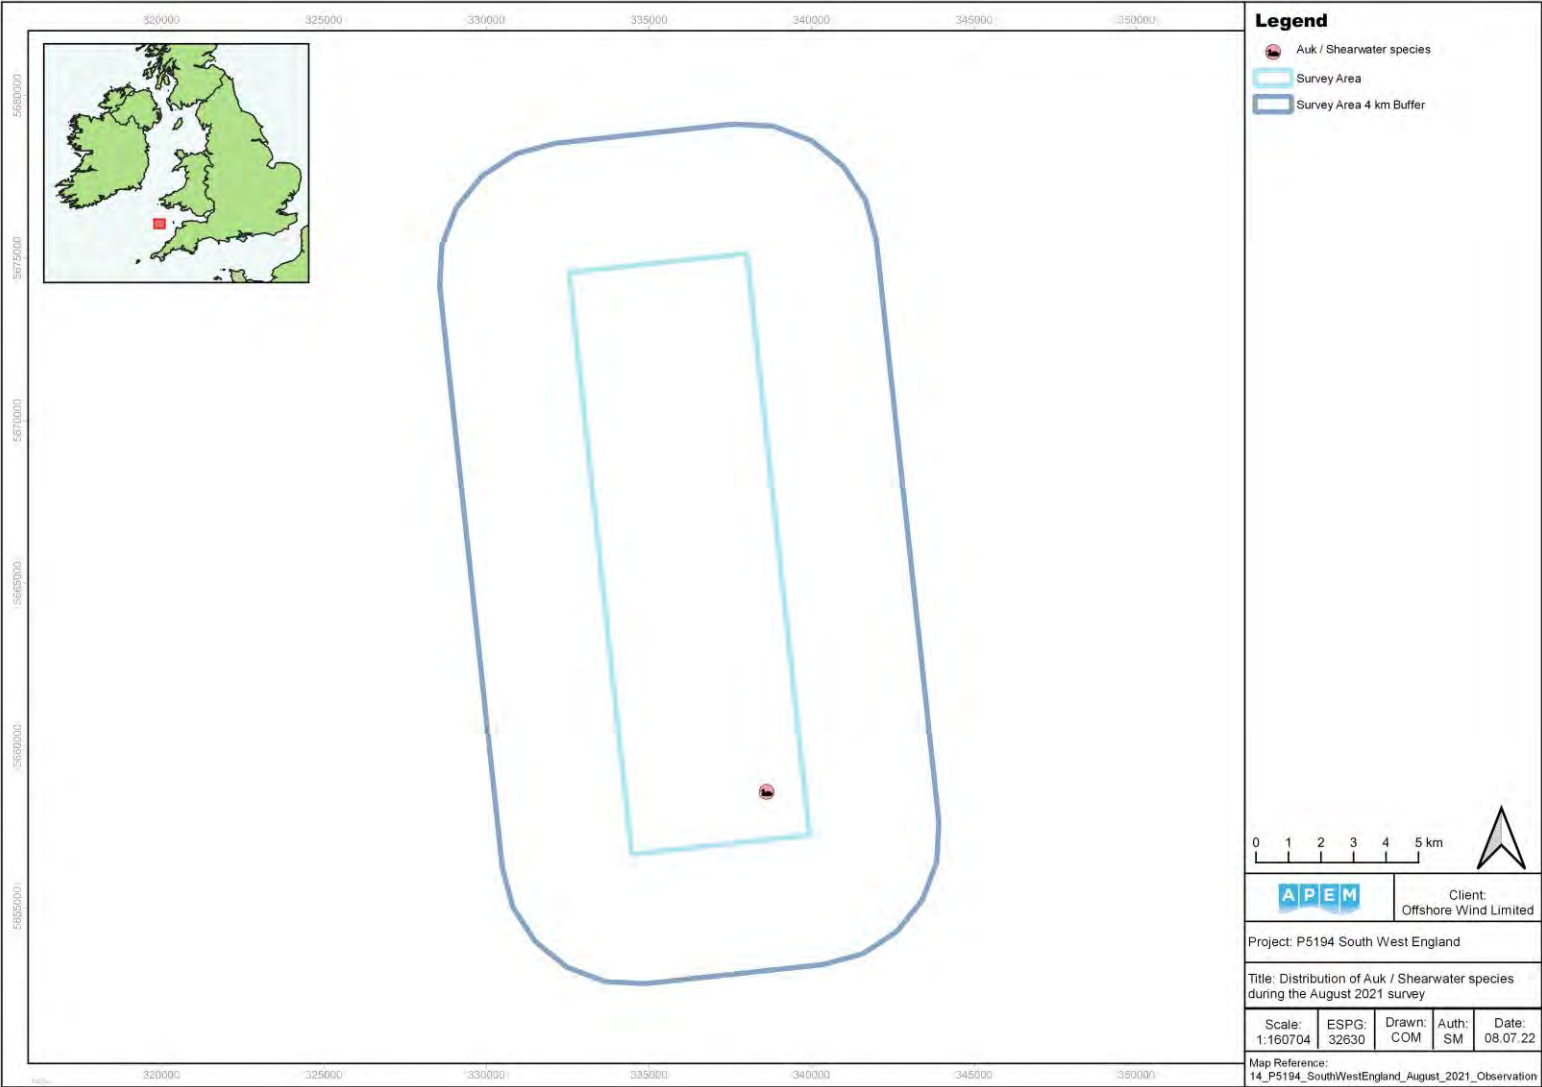 320000 325000 330000 335000 340000 345000 350000
5680000
5675000
5670000
5665000
5660000
5655000
320000 325000 330000 335000 340000 345000 350000
Legend
Auk / Shearwater species
Survey Area
Survey Area 4 km Buffer
0 1 2 3 4 5 km
APEM
Client:
Offshore Wind Limited
Project: P5194 South West England
Title: Distribution of Auk / Shearwater species
during the August 2021 survey
Scale: ESPG: Drawn: Auth: Date:
1:160704 32630 COM SM 08.07.22
Map Reference:
14_P5194_SouthWestEngland_August_2021_Observation